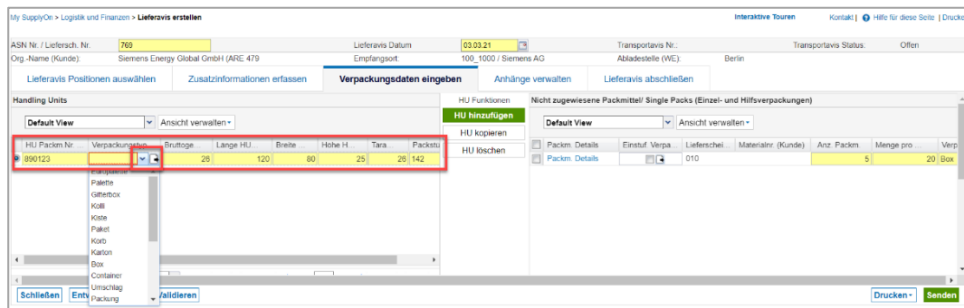 My SupplyOn > Logistik und Finanzen > Lieferavis erstellen
Interaktive Touren Kontakt | Hilfe für diese Seite | Drucke
ASN Nr. / Liefersch. Nr. 769 Lieferavis Datum 03.03.21 Transportavis Nr.: Transportavis Status: Offen
Org.-Name (Kunde): Siemens Energy Global GmbH (ARE 479 Empfangsort 100_1000 / Siemens AG Abladestelle (WE): Berlin
Lieferavis Positionen auswählen Zusatzinformationen erfassen Verpackungsdaten eingeben Anhänge verwalten Lieferavis abschließen
Handling Units HU Funktionen Nicht zugewiesene Packmittel/ Single Packs (Einzel- und Hilfsverpackungen)
Default View Ansicht verwalten HU hinzufügen Default View Ansicht verwalten
HU kopieren
HU Packm.Nr. Verpackungstyp Bruttoge... Länge HU... Breite ... Höhe H... Tara... Packstü HU löschen Packm. Details Einstuf. Verpa... Lieferschei... Materialnr. (Kunde) Anz. Packm. Menge pro ... Verp
890123 26 120 80 25 26 142 Packm. Details 010 5 20 Box
Europalette
Palette
Gitterbox
Kolli
Kiste
Paket
Korb
Karton
Box
Container
Umschlag
Packung
Schließen Entw Validieren Drucken Senden